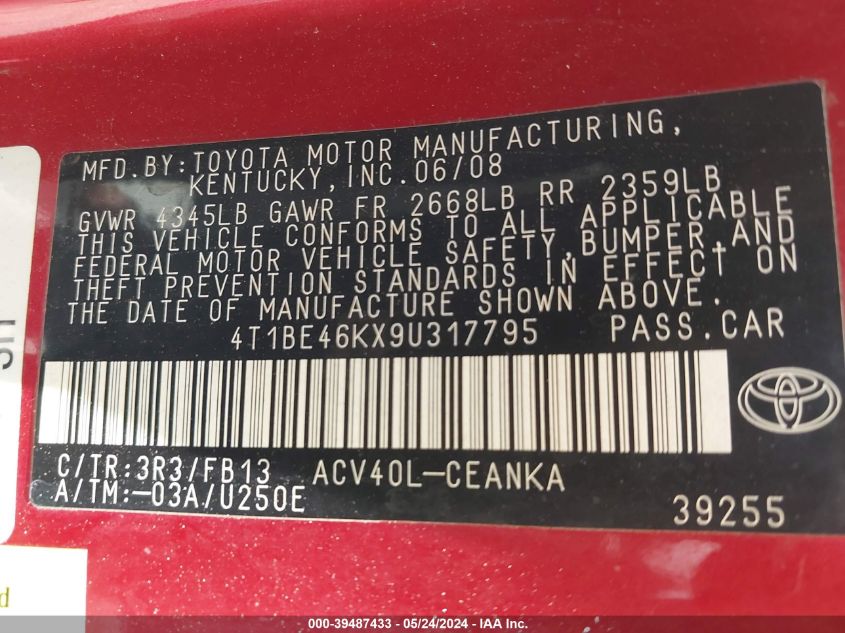 MFD.BY:TOYOTA MOTOR MANUFACTURING,
KENTUCKY,INC.06/08
GVWR 4345LB GAWR FR 2668LB RR 2359LB
THIS VEHICLE CONFORMS TO ALL APPLICABLE
FEDERAL MOTOR VEHICLE SAFETY,BUMPER,AND
THEFT PREVENTION STANDARDS IN EFFECT ON
THE DATE OF MANUFACTURE SHOWN ABOVE.
4T1BE46KX9U317795 PASS.CAR
C/TR:3R3/FB13 ACV40L-CEANKA
A/TM:-03A/U250E
39255
000-39487433 - 05/24/2024 - IAAI.com